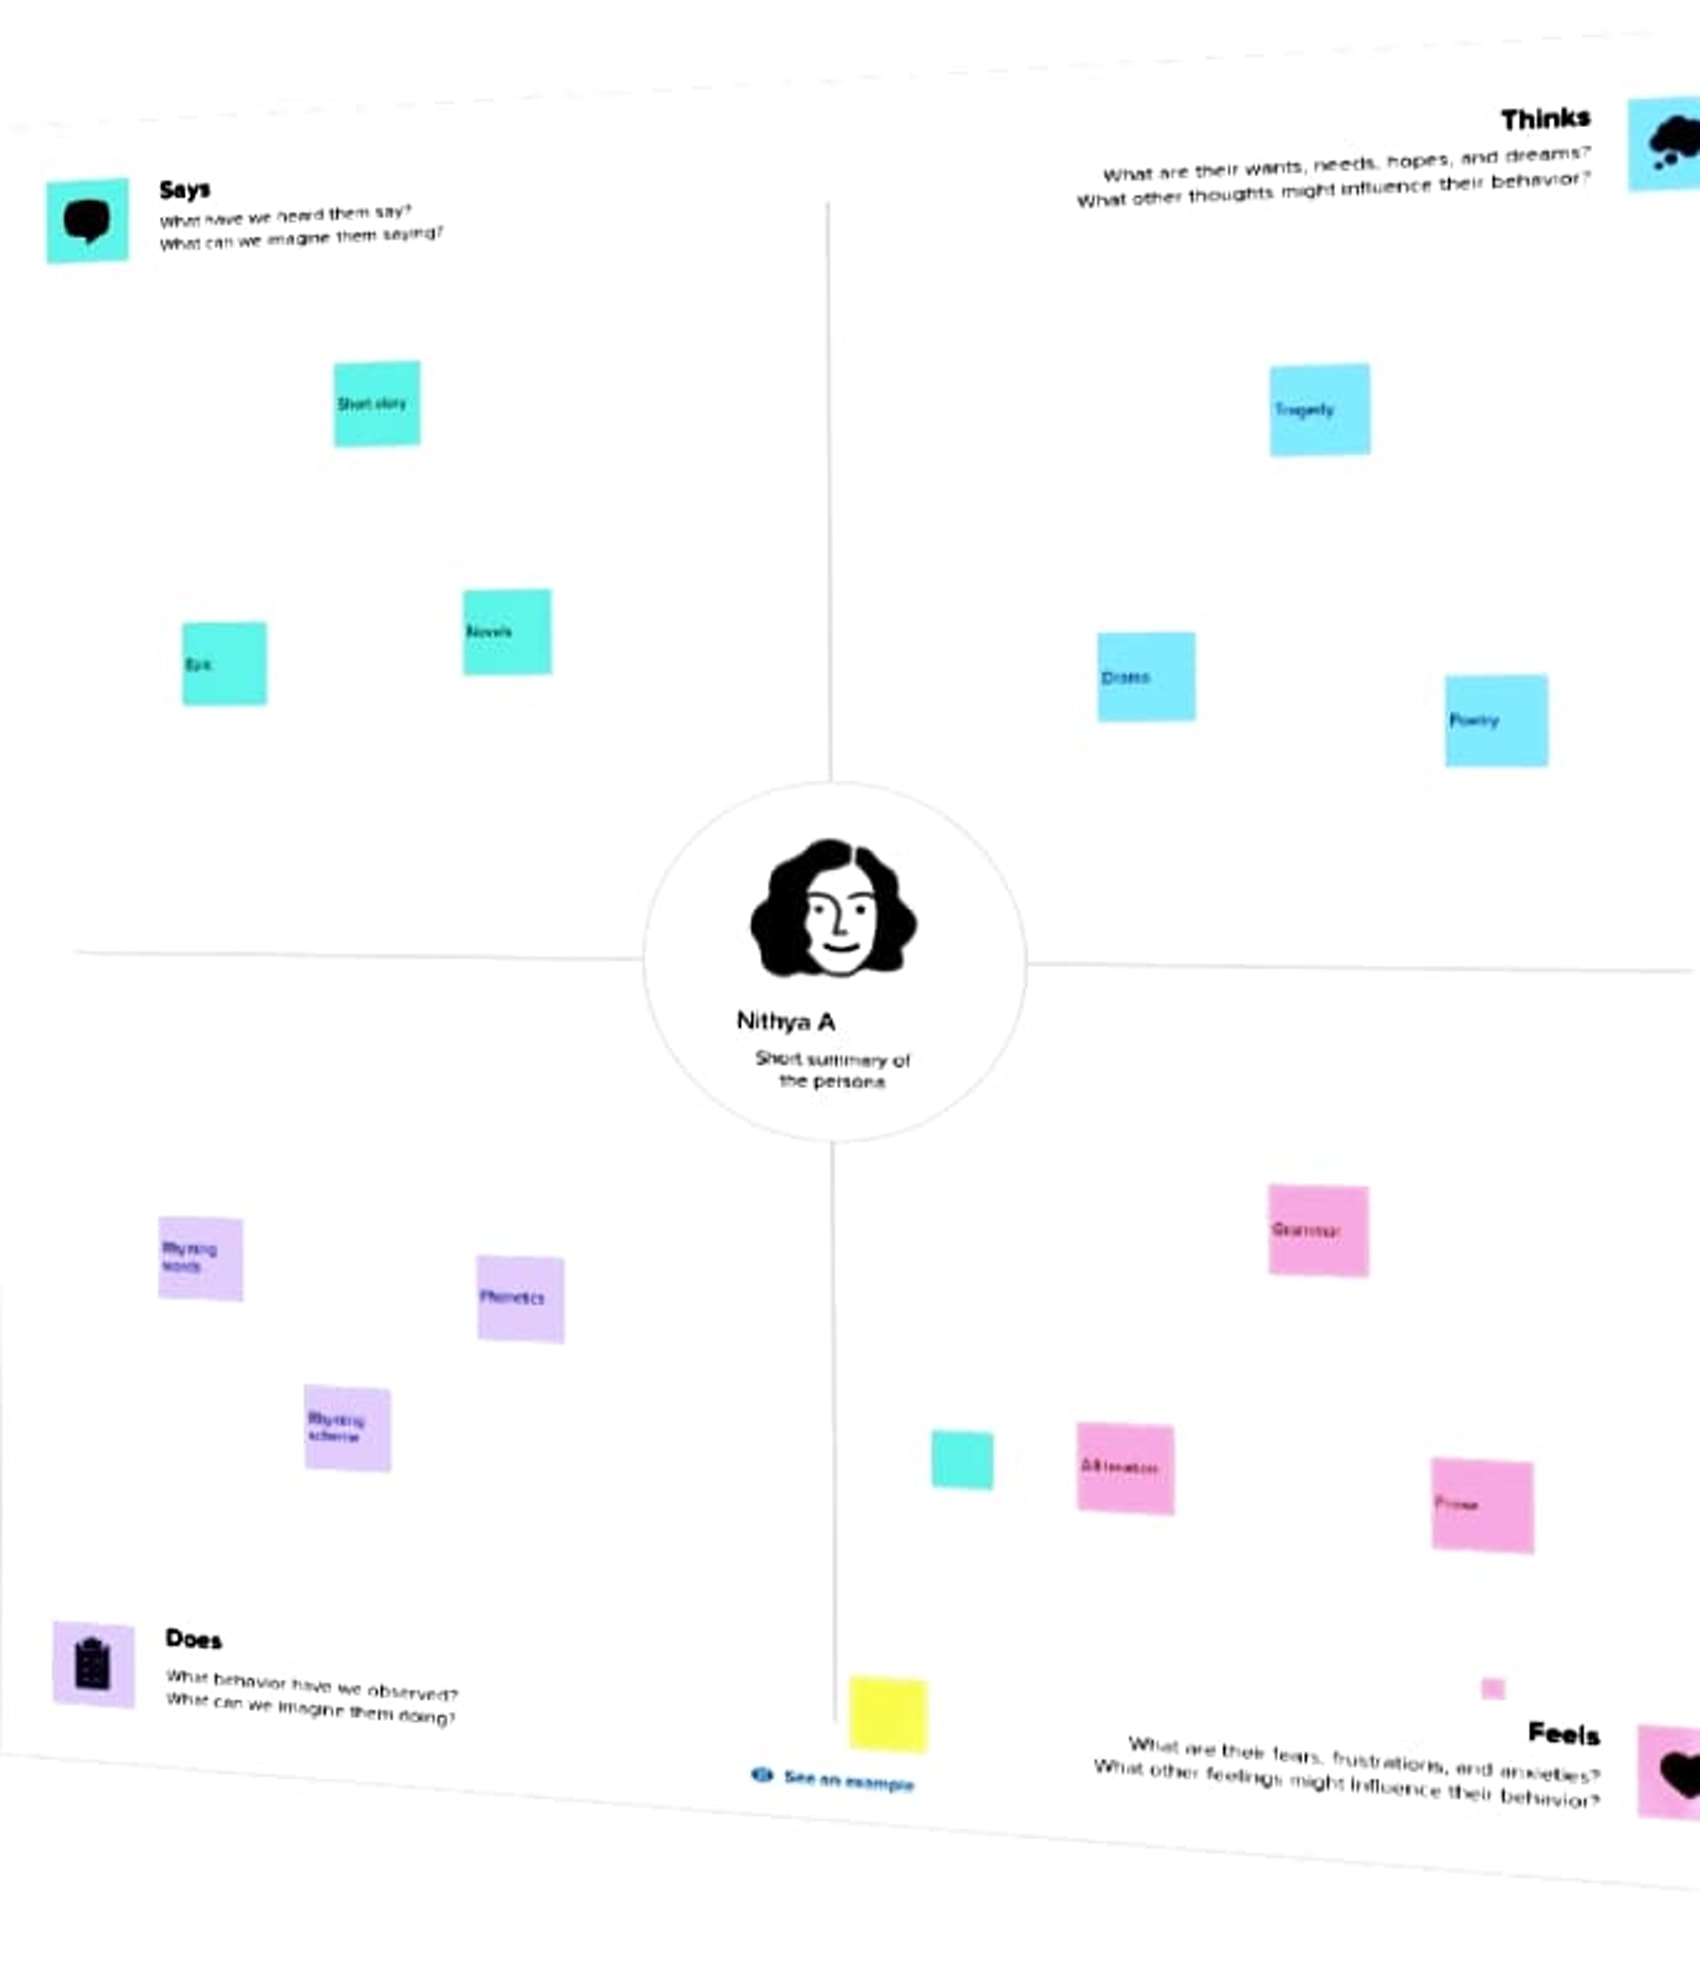 Says
What have we heard them say?
What can we imagine them saying?
Thinks
What are their wants, needs, hopes, and dreams?
What other thoughts might influence their behavior?
Short story
Epic
Novels
Tragedy
Drama
Poetry
Nithya A
Short summary of
the persona
Rhyming
words
Phonetics
Rhyming
scheme
Grammar
Alliteration
Prose
Does
What behavior have we observed?
What can we imagine them doing?
See an example
Feels
What are their fears, frustrations, and anxieties?
What other feelings might influence their behavior?